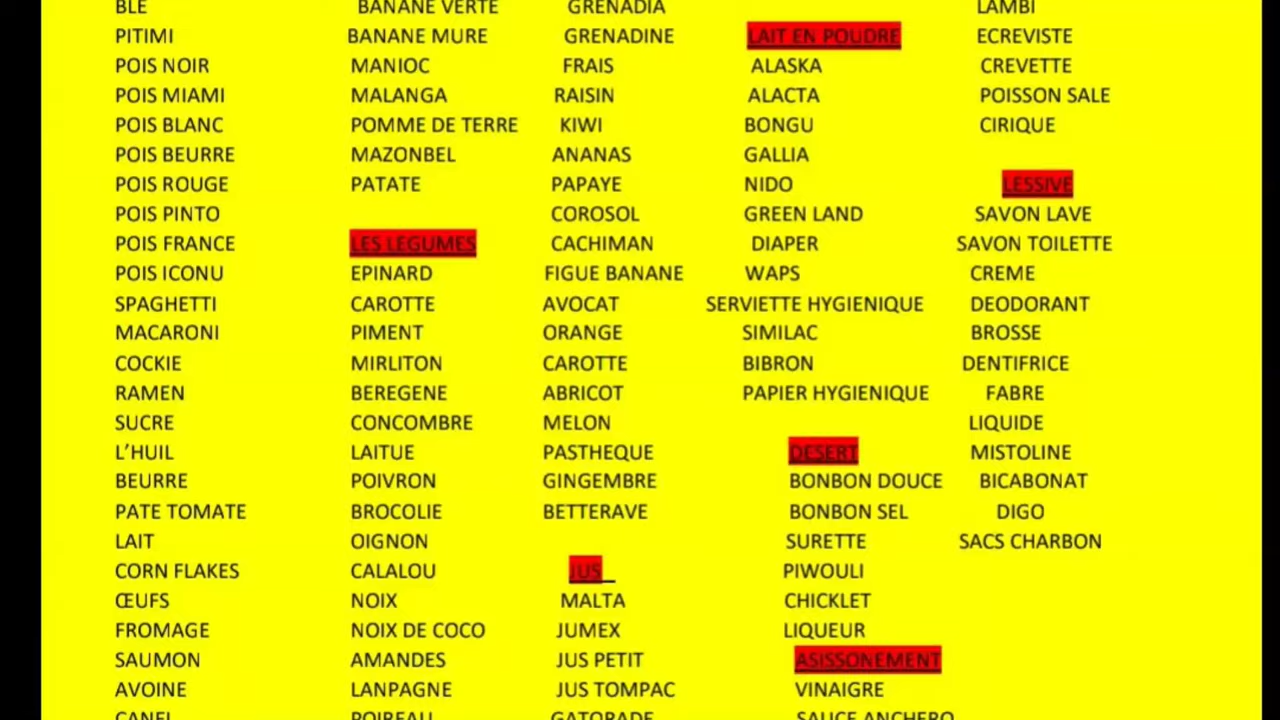 BLE
PITIMI
POIS NOIR
POIS MIAMI
POIS BLANC
POIS BEURRE
POIS ROUGE
POIS PINTO
POIS FRANCE
POIS ICONU
SPAGHETTI
MACARONI
COCKIE
RAMEN
SUCRE
L’HUIL
BEURRE
PATE TOMATE
LAIT
CORN FLAKES
ŒUFS
FROMAGE
SAUMON
AVOINE
CANEL
BANANE VERTE
BANANE MURE
MANIOC
MALANGA
POMME DE TERRE
MAZONBEL
PATATE
LES LEGUMES
EPINARD
CAROTTE
PIMENT
MIRLITON
BEREGENE
CONCOMBRE
LAITUE
POIVRON
BROCOLIE
OIGNON
CALALOU
NOIX
NOIX DE COCO
AMANDES
LANPAGNE
POIREAU
GRENADIA
GRENADINE
FRAIS
RAISIN
KIWI
ANANAS
PAPAYE
COROSOL
CACHIMAN
FIGUE BANANE
AVOCAT
ORANGE
CAROTTE
ABRICOT
MELON
PASTHEQUE
GINGEMBRE
BETTERAVE
JUS
MALTA
JUMEX
JUS PETIT
JUS TOMPAC
GATORADE
LAIT EN POUDRE
ALASKA
ALACTA
BONGU
GALLIA
NIDO
GREEN LAND
DIAPER
WAPS
SERVIETTE HYGIENIQUE
SIMILAC
BIBRON
PAPIER HYGIENIQUE
DESERT
BONBON DOUCE
BONBON SEL
SURETTE
PIWOULI
CHICKLET
LIQUEUR
ASISSONEMENT
VINAIGRE
SAUCE ANCHERO
LAMBI
ECREVISTE
CREVETTE
POISSON SALE
CIRIQUE
LESSIVE
SAVON LAVE
SAVON TOILETTE
CREME
DEODORANT
BROSSE
DENTIFRICE
FABRE
LIQUIDE
MISTOLINE
BICABONAT
DIGO
SACS CHARBON